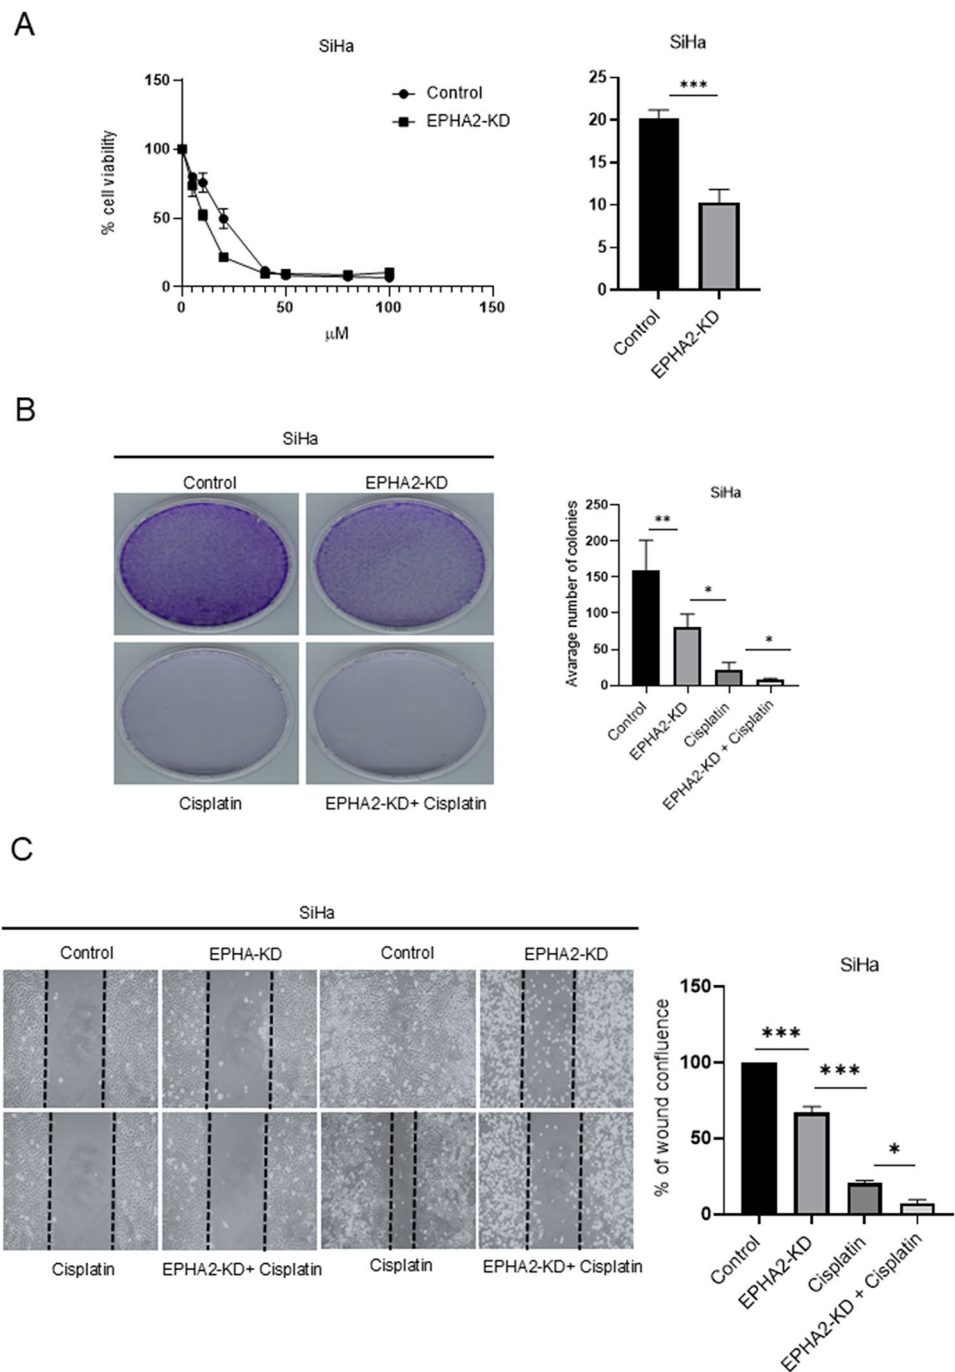 A
SiHa
150
100
50
0
% cell viability
Control
EPHA2-KD
0 50 100 150
μM
SiHa
***
25
20
15
10
5
0
Control
EPHA2-KD
B
SiHa
Control EPHA2-KD
Cisplatin EPHA2-KD+ Cisplatin
SiHa
Avarage number of colonies
250
200
150
100
50
0
**
*
*
Control
EPHA2-KD
Cisplatin
EPHA2-KD + Cisplatin
C
SiHa
Control EPHA-KD Control EPHA2-KD
Cisplatin EPHA2-KD+ Cisplatin Cisplatin EPHA2-KD+ Cisplatin
SiHa
% of wound confluence
150
100
50
0
***
***
*
Control
EPHA2-KD
Cisplatin
EPHA2-KD + Cisplatin